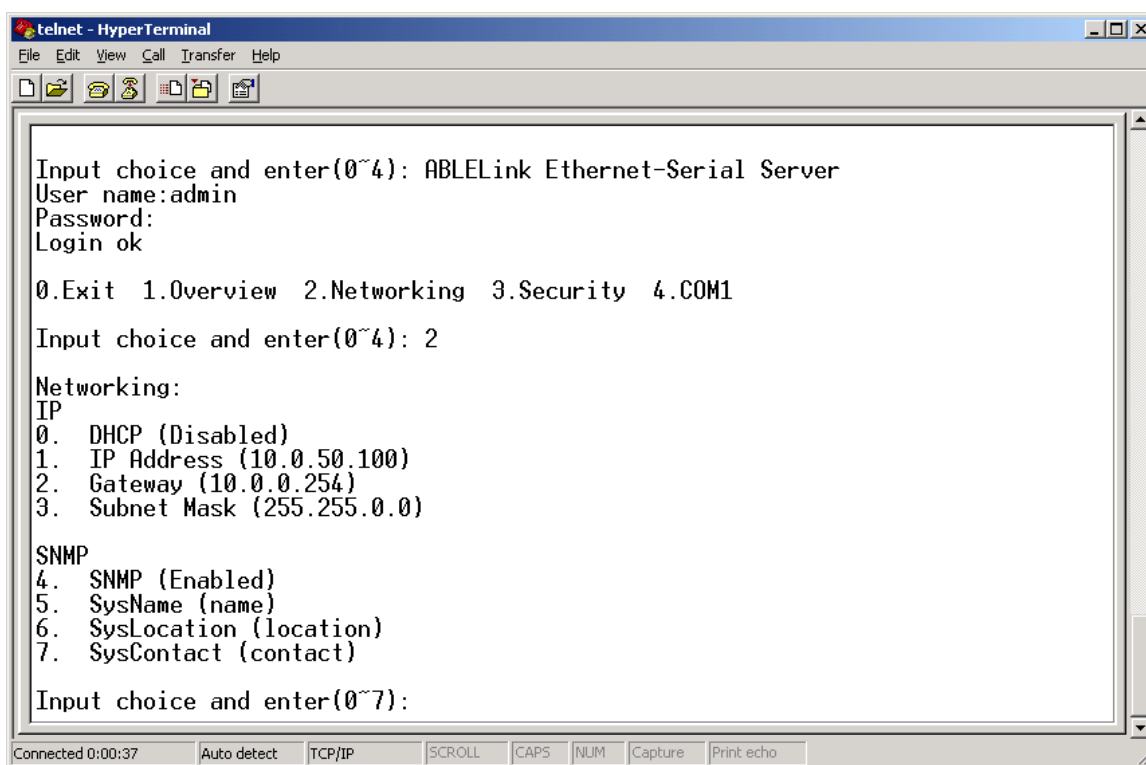 telnet - HyperTerminal
File Edit View Call Transfer Help
Input choice and enter(0~4): ABLELink Ethernet-Serial Server
User name:admin
Password:
Login ok
0.Exit 1.Overview 2.Networking 3.Security 4.COM1
Input choice and enter(0~4): 2
Networking:
IP
0. DHCP (Disabled)
1. IP Address (10.0.50.100)
2. Gateway (10.0.0.254)
3. Subnet Mask (255.255.0.0)
SNMP
4. SNMP (Enabled)
5. SysName (name)
6. SysLocation (location)
7. SysContact (contact)
Input choice and enter(0~7):
Connected 0:00:37 Auto detect TCP/IP SCROLL CAPS NUM Capture Print echo